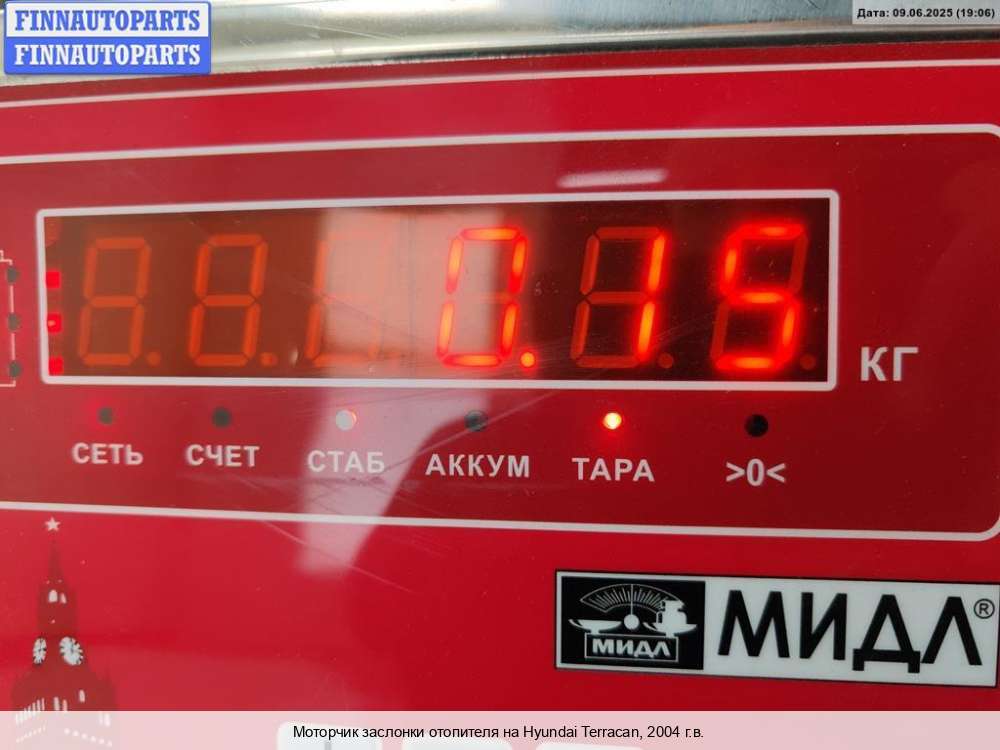 FINNAUTOPARTS
FINNAUTOPARTS
Дата: 09.06.2025 (19:06)
0.15
КГ
СЕТЬ СЧЕТ СТАБ АККУМ ТАРА >0<
МИДЛ МИДЛ®
Моторчик заслонки отопителя на Hyundai Terracan, 2004 г.в.